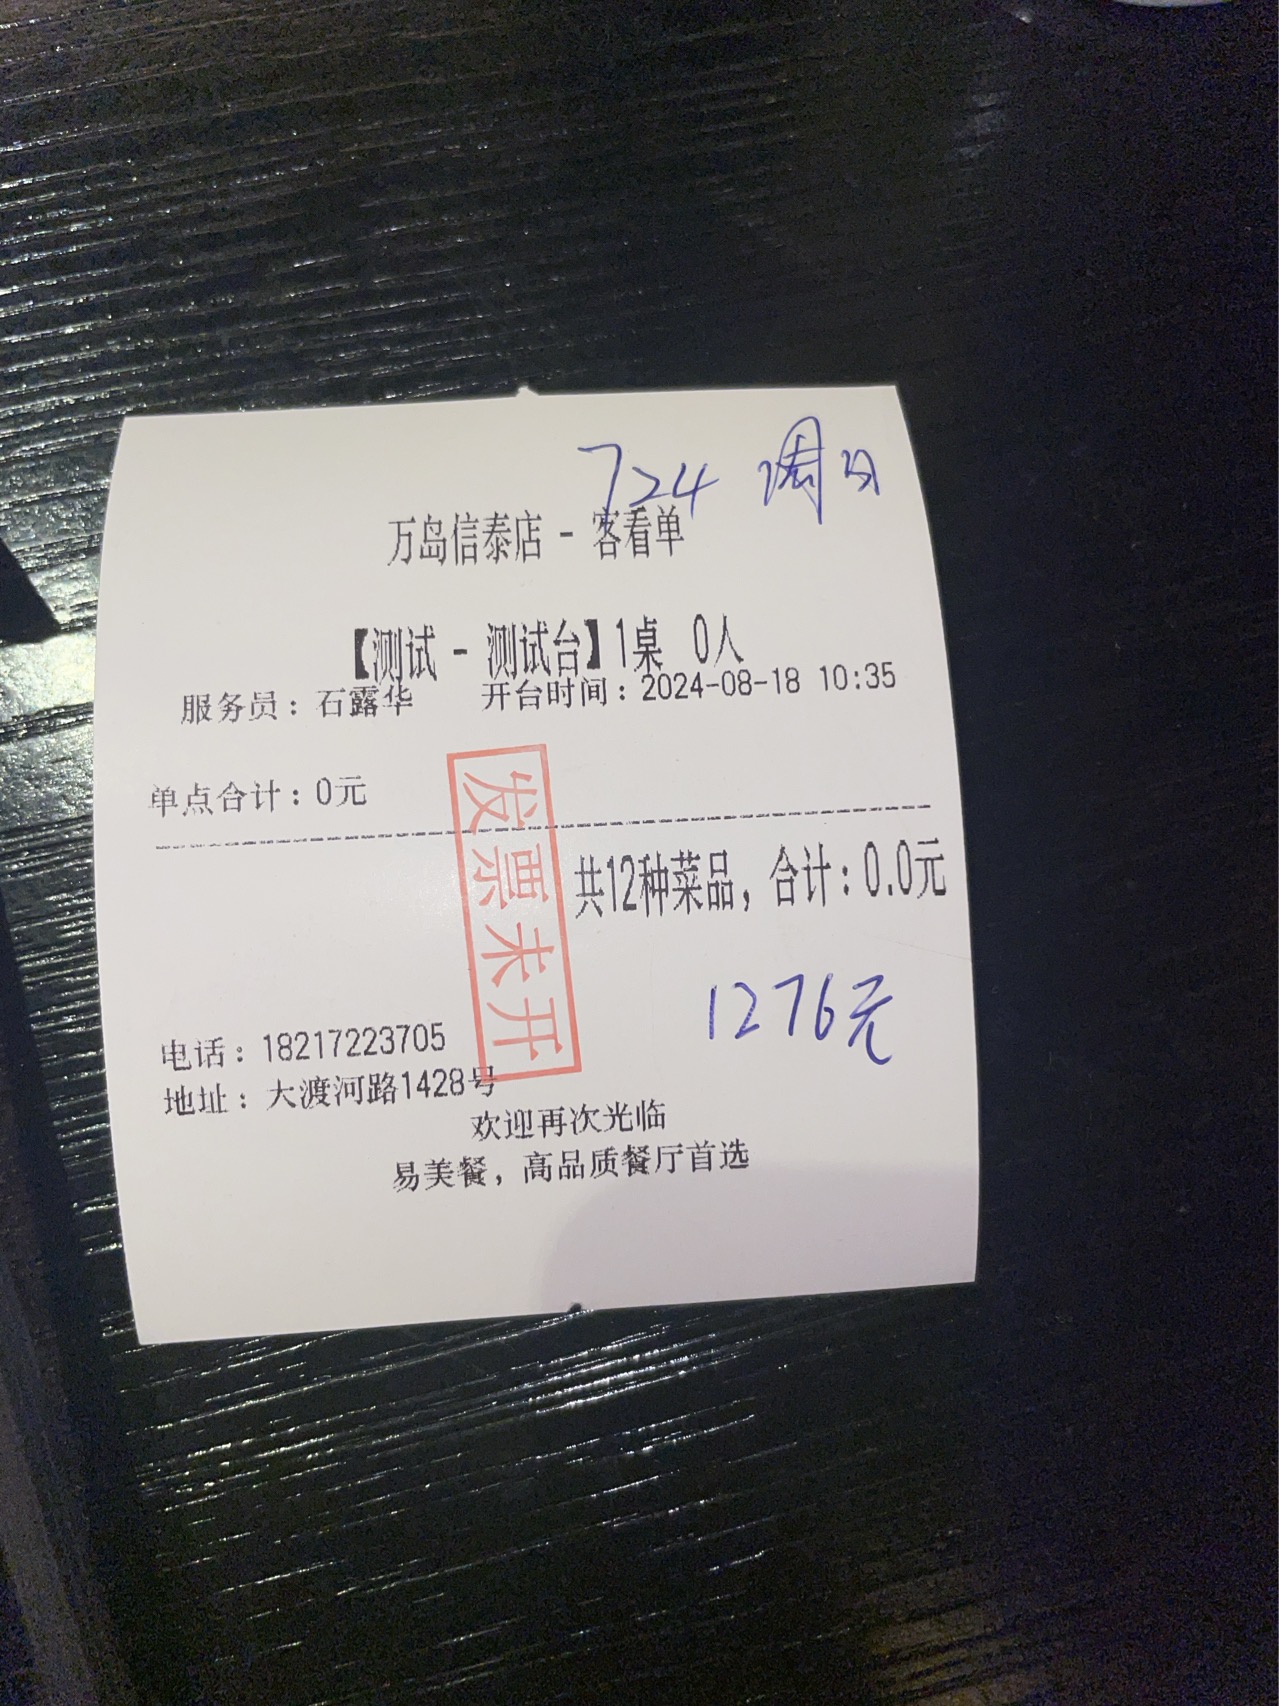 724 周日
万岛信泰店 - 客看单
【测试 - 测试台】1桌 0人
服务员：石露华 开台时间：2024-08-18 10:35
单点合计：0元
共12种菜品，合计：0.0元
发票未开
1276元
电话：18217223705
地址：大渡河路1428号
欢迎再次光临
易美餐，高品质餐厅首选